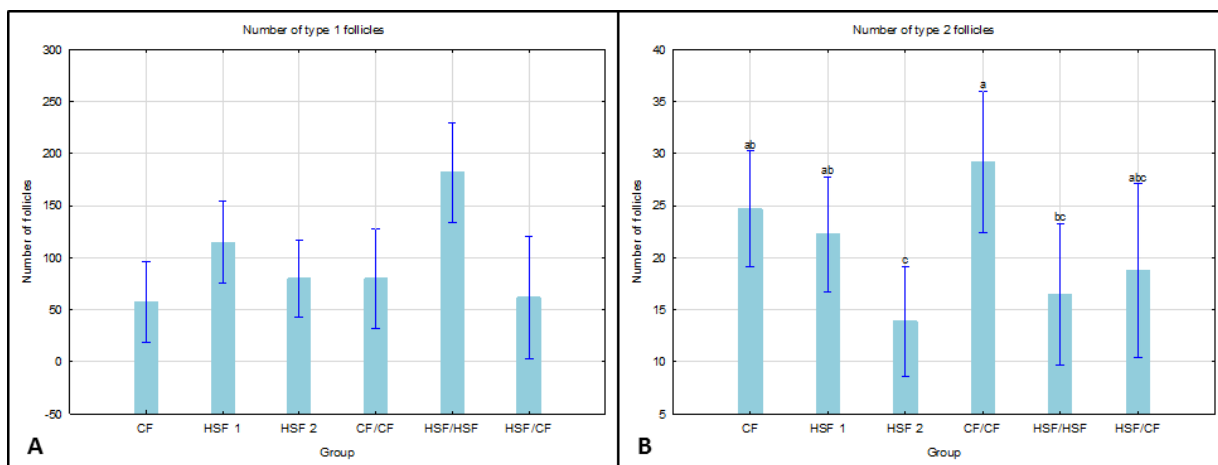 Number of type 1 follicles
300
250
200
150
100
50
0
-50
Number of follicles
CF HSF 1 HSF 2 CF/CF HSF/HSF HSF/CF
Group
A
Number of type 2 follicles
40
35
30
25
20
15
10
5
Number of follicles
ab ab c a bc abc
CF HSF 1 HSF 2 CF/CF HSF/HSF HSF/CF
Group
B